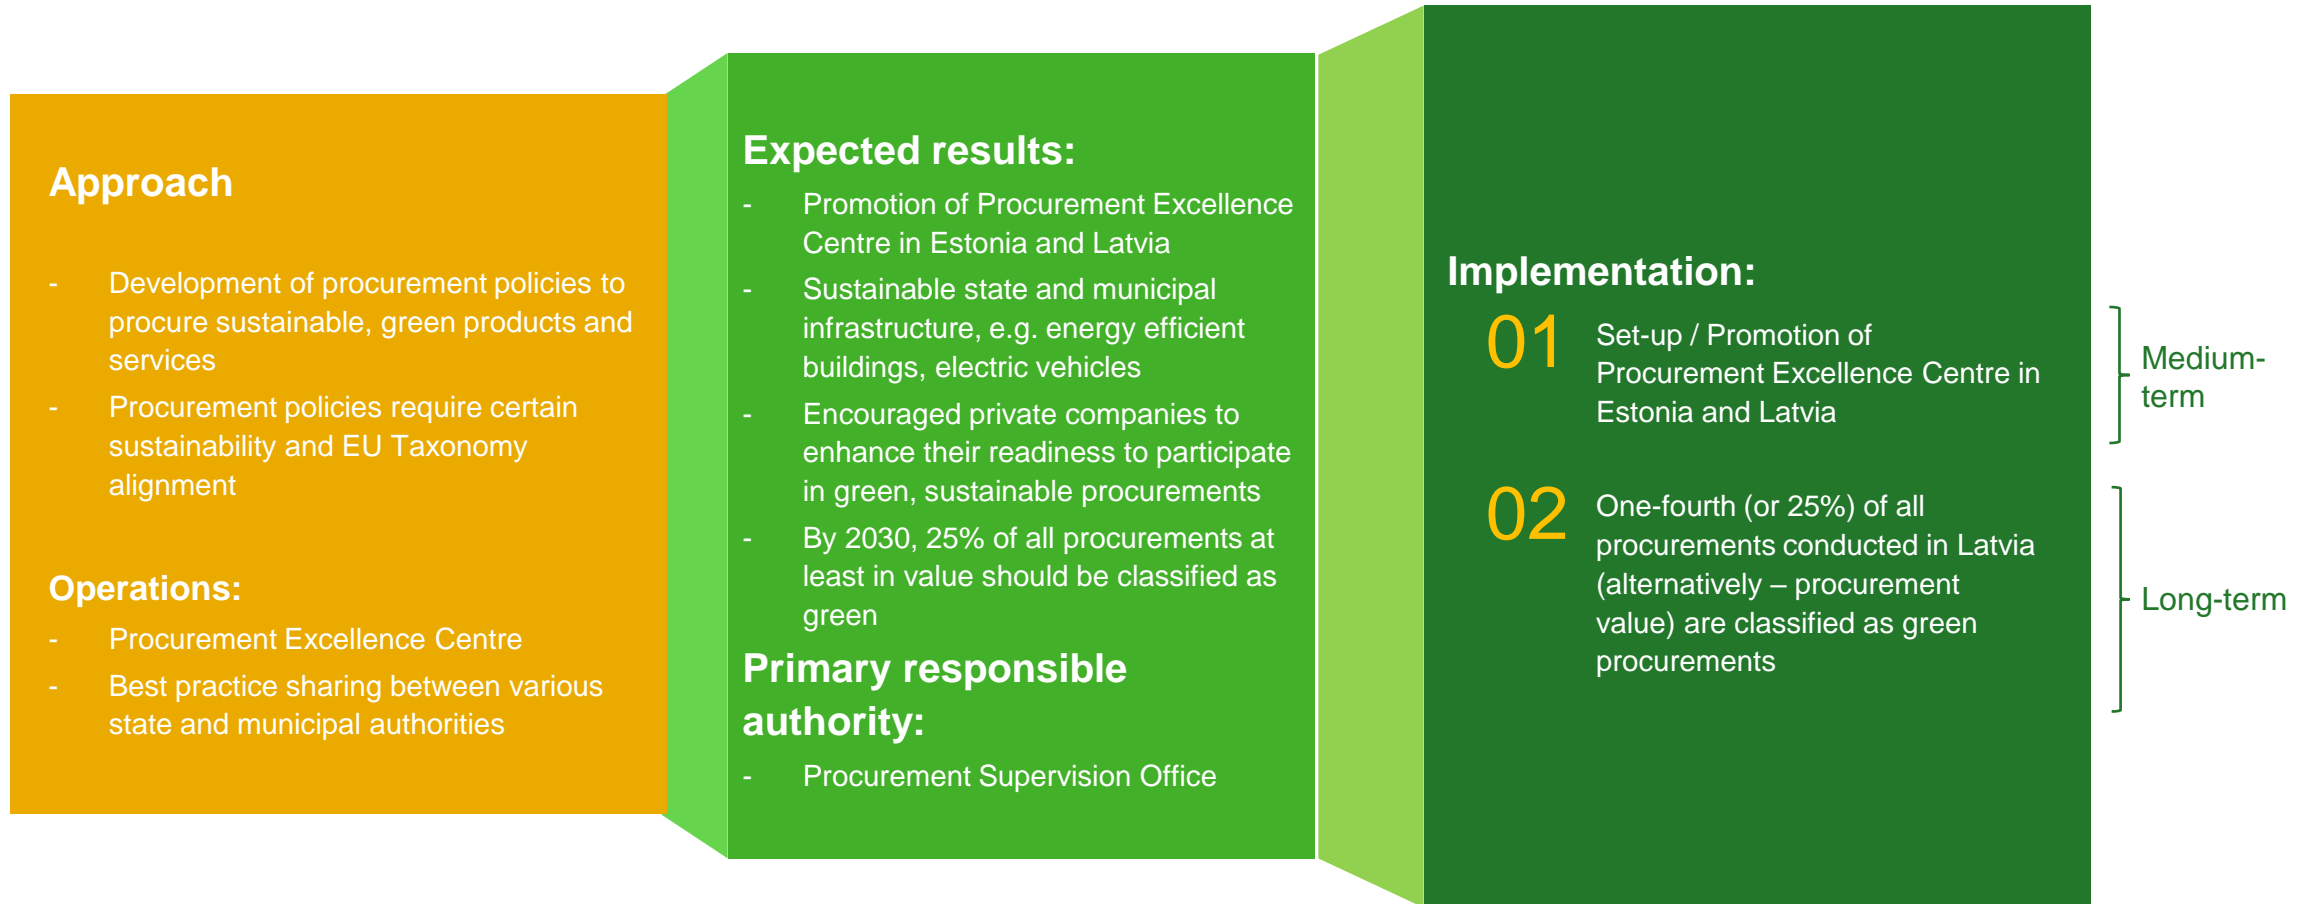 Approach
- Development of procurement policies to
procure sustainable, green products and
services
- Procurement policies require certain
sustainability and EU Taxonomy
alignment
Operations:
- Procurement Excellence Centre
- Best practice sharing between various
state and municipal authorities
Expected results:
- Promotion of Procurement Excellence
Centre in Estonia and Latvia
- Sustainable state and municipal
infrastructure, e.g. energy efficient
buildings, electric vehicles
- Encouraged private companies to
enhance their readiness to participate
in green, sustainable procurements
- By 2030, 25% of all procurements at
least in value should be classified as
green
Primary responsible
authority:
- Procurement Supervision Office
Implementation:
01 Set-up / Promotion of
Procurement Excellence Centre in
Estonia and Latvia
Medium-
term
02 One-fourth (or 25%) of all
procurements conducted in Latvia
(alternatively – procurement
value) are classified as green
procurements
Long-term